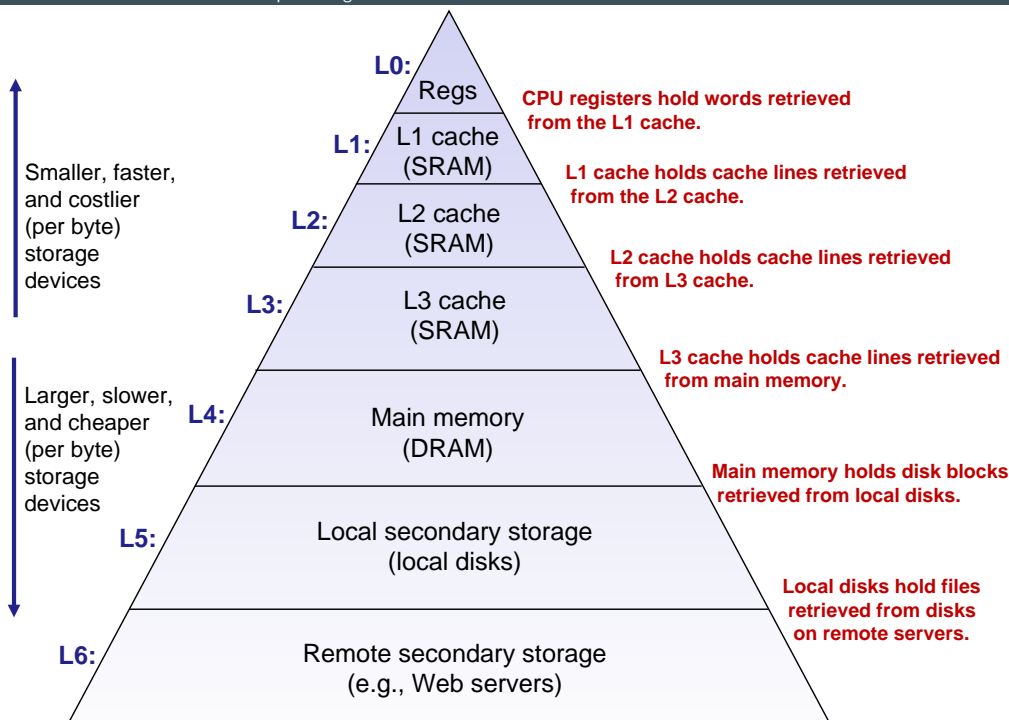 L0:
Regs
CPU registers hold words retrieved
from the L1 cache.
L1:
L1 cache
(SRAM)
L1 cache holds cache lines retrieved
from the L2 cache.
Smaller, faster,
and costlier
(per byte)
storage
devices
L2:
L2 cache
(SRAM)
L2 cache holds cache lines retrieved
from L3 cache.
L3:
L3 cache
(SRAM)
L3 cache holds cache lines retrieved
from main memory.
Larger, slower,
and cheaper
(per byte)
storage
devices
L4:
Main memory
(DRAM)
Main memory holds disk blocks
retrieved from local disks.
L5:
Local secondary storage
(local disks)
Local disks hold files
retrieved from disks
on remote servers.
L6:
Remote secondary storage
(e.g., Web servers)